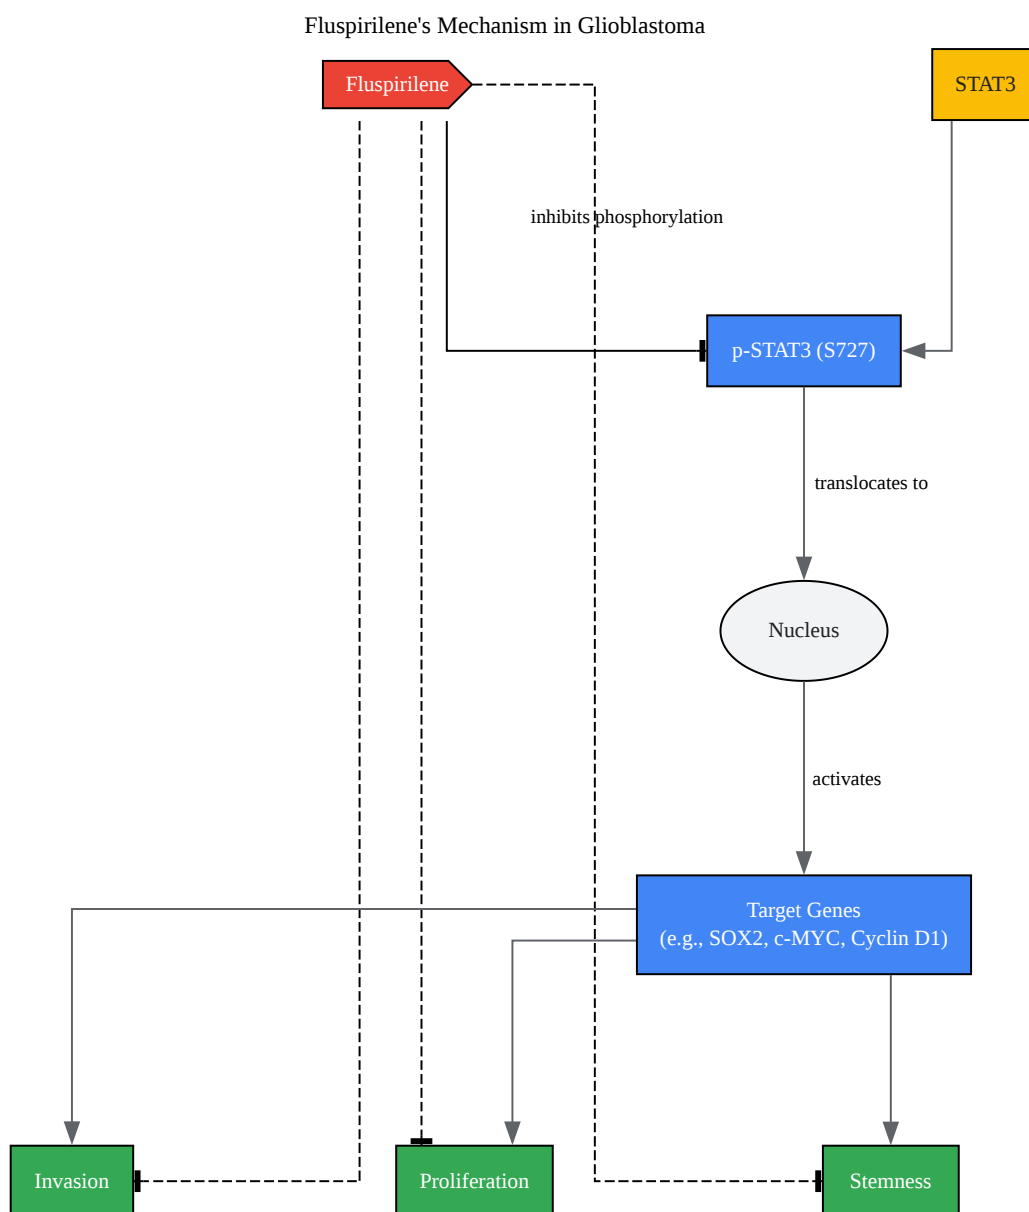 Fluspirilene's Mechanism in Glioblastoma
Fluspirilene
STAT3
inhibits phosphorylation
p-STAT3 (S727)
translocates to
Nucleus
activates
Target Genes
(e.g., SOX2, c-MYC, Cyclin D1)
Invasion
Proliferation
Stemness